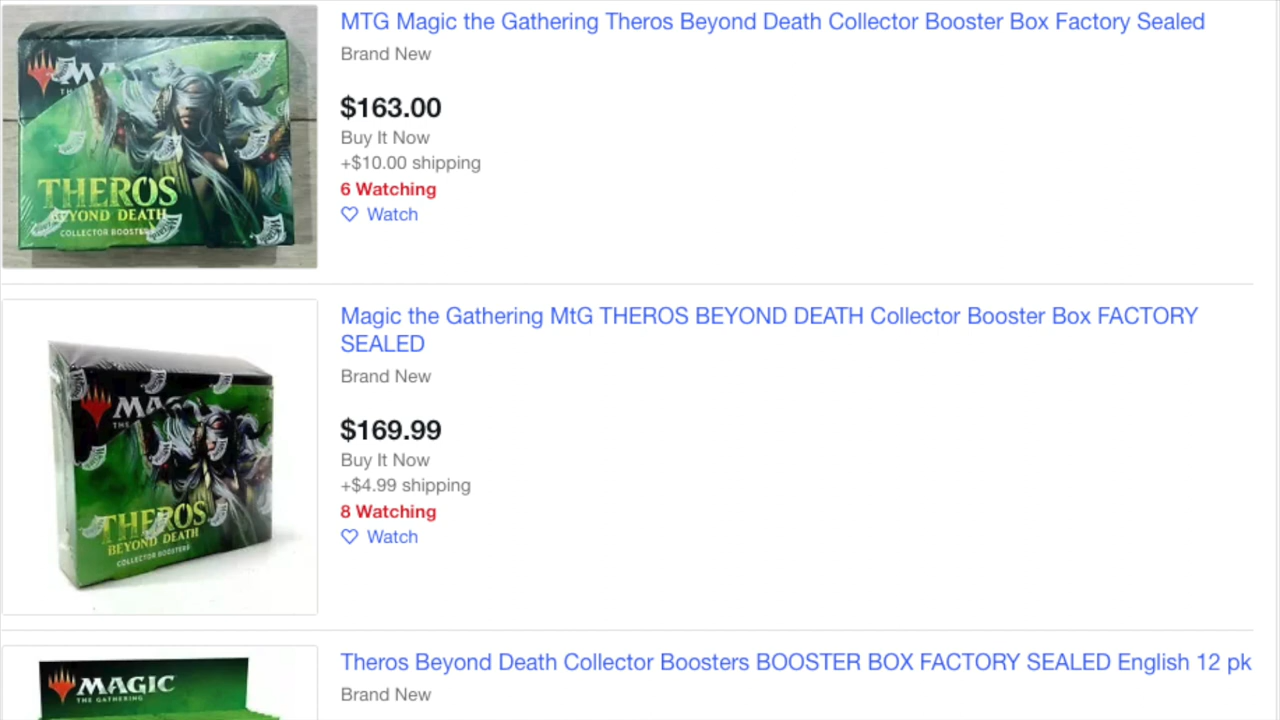 MTG Magic the Gathering Theros Beyond Death Collector Booster Box Factory Sealed
Brand New
$163.00
Buy It Now
+$10.00 shipping
6 Watching
Watch
THEROS
BEYOND DEATH
COLLECTOR BOOSTERS
Magic the Gathering MtG THEROS BEYOND DEATH Collector Booster Box FACTORY
SEALED
Brand New
$169.99
Buy It Now
+$4.99 shipping
8 Watching
Watch
THEROS
BEYOND DEATH
COLLECTOR BOOSTERS
Theros Beyond Death Collector Boosters BOOSTER BOX FACTORY SEALED English 12 pk
Brand New
MAGIC
THE GATHERING